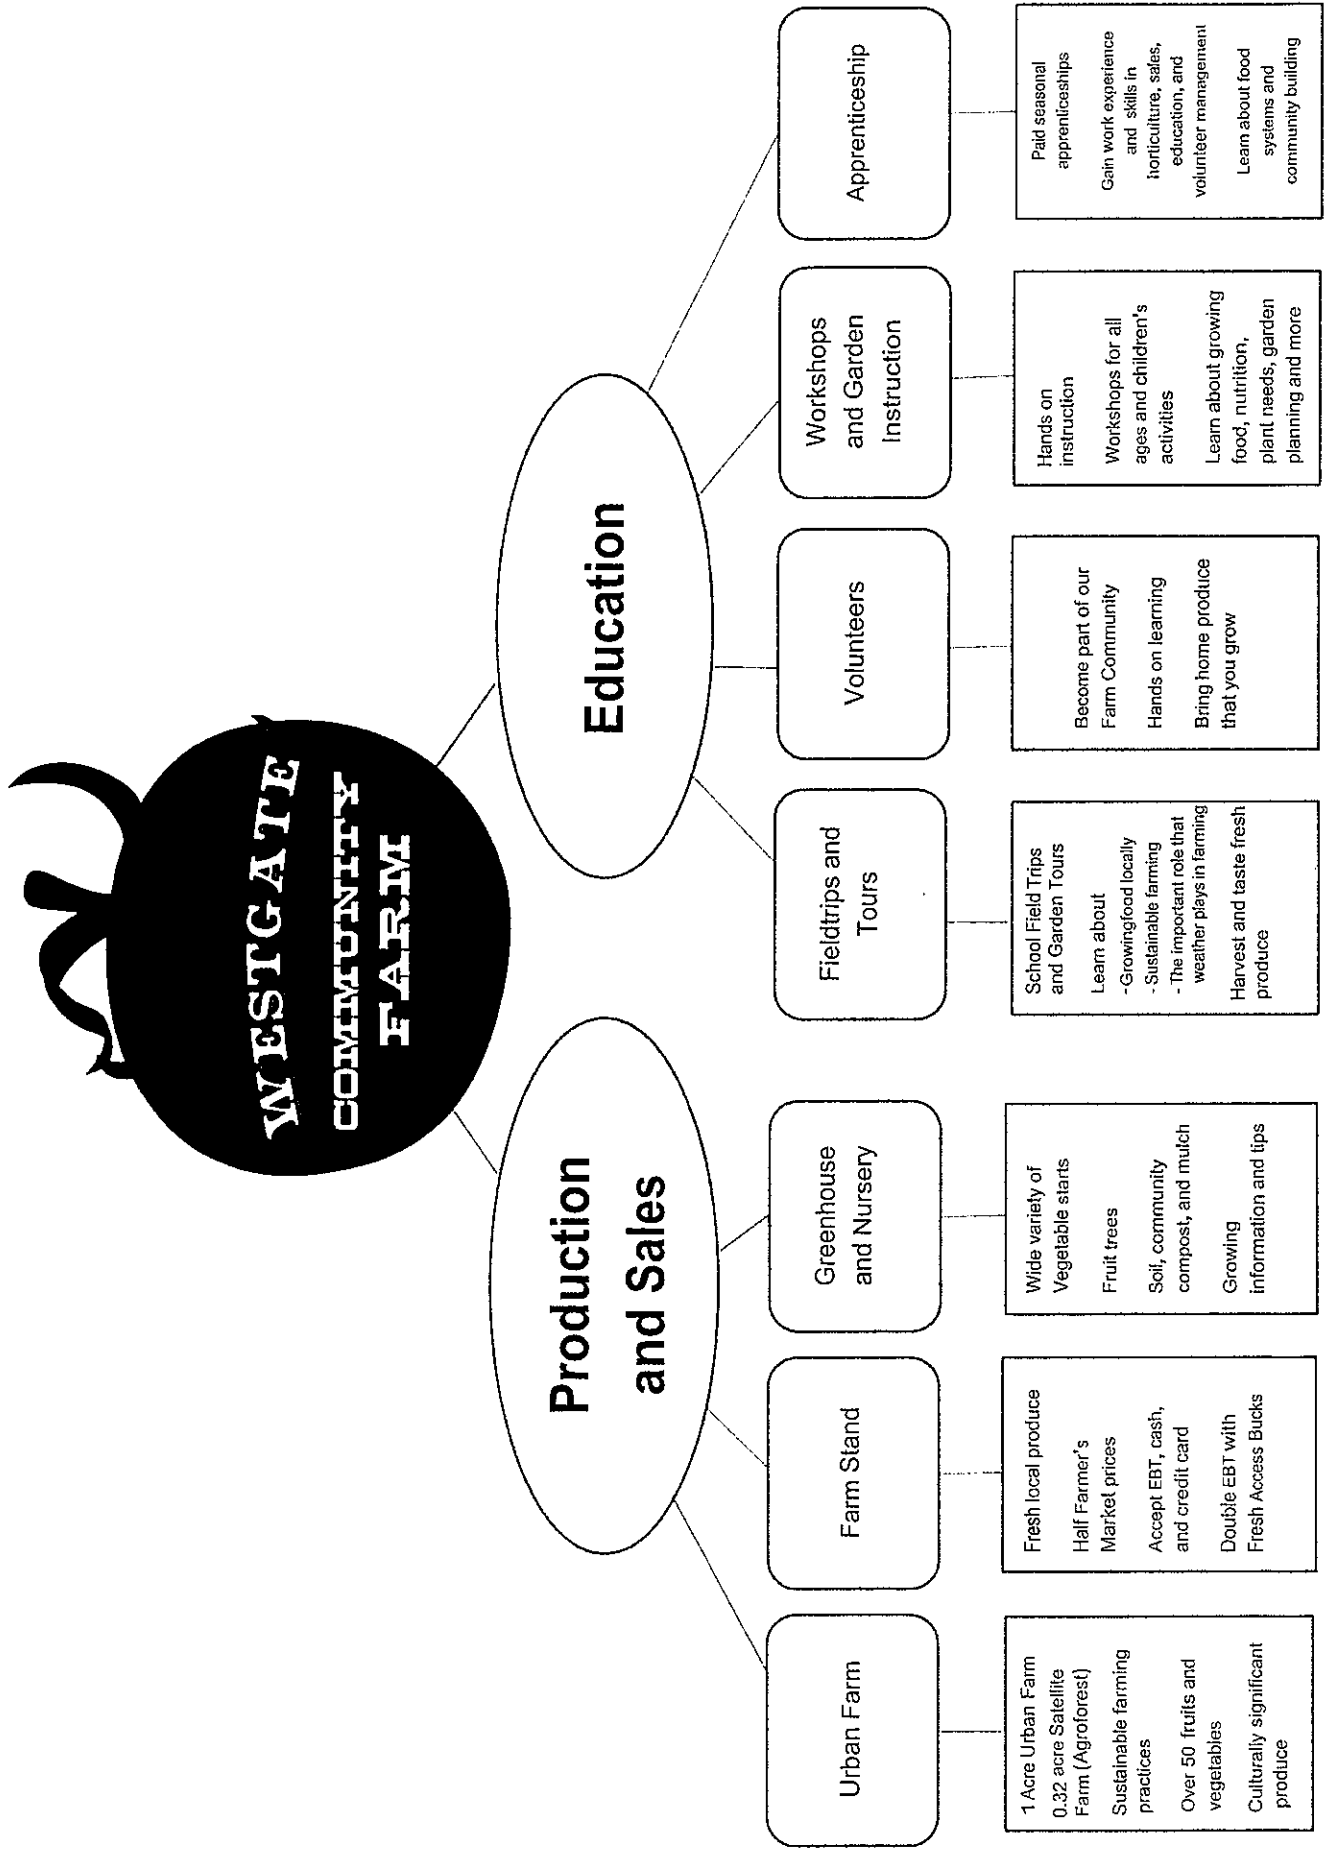 WESTGATE
COMMUNITY
FARM
Production
and Sales
Education
Urban Farm
Farm Stand
Greenhouse
and Nursery
Fieldtrips and
Tours
Volunteers
Workshops
and Garden
Instruction
Apprenticeship
1 Acre Urban Farm
0.32 acre Satellite
Farm (Agroforest)
Sustainable farming
practices
Over 50 fruits and
vegetables
Culturally significant
produce
Fresh local produce
Half Farmer's
Market prices
Accept EBT, cash,
and credit card
Double EBT with
Fresh Access Bucks
Wide variety of
Vegetable starts
Fruit trees
Soil, community
compost, and mulch
Growing
information and tips
School Field Trips
and Garden Tours
Learn about
- Growingfood locally
- Sustainable farming
- The important role that
weather plays in farming
Harvest and taste fresh
produce
Become part of our
Farm Community
Hands on learning
Bring home produce
that you grow
Hands on
instruction
Workshops for all
ages and children's
activities
Learn about growing
food, nutrition,
plant needs, garden
planning and more
Paid seasonal
apprenticeships
Gain work experience
and skills in
horticulture, sales,
education, and
volunteer management
Learn about food
systems and
community building